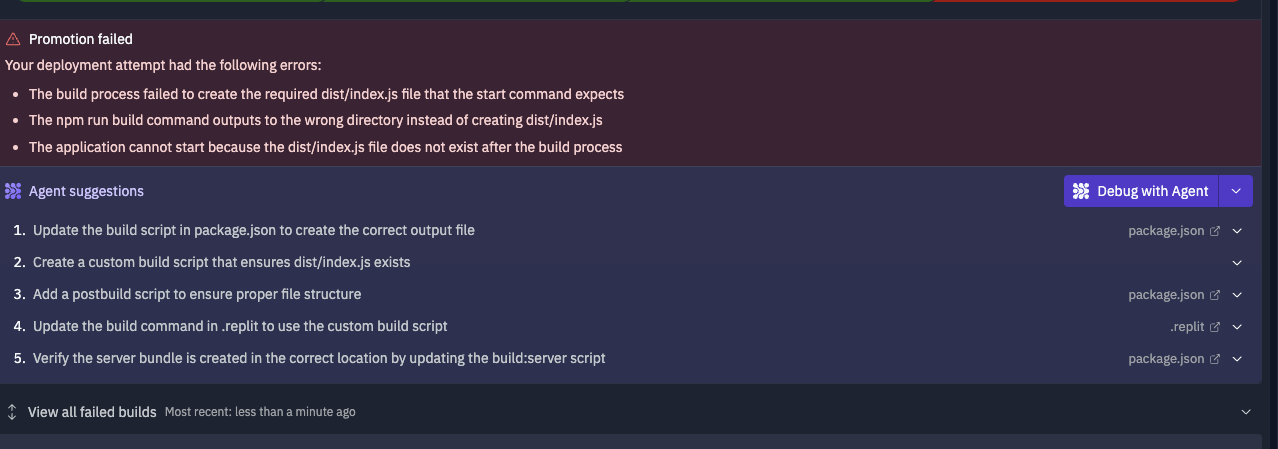 Promotion failed
Your deployment attempt had the following errors:
• The build process failed to create the required dist/index.js file that the start command expects
• The npm run build command outputs to the wrong directory instead of creating dist/index.js
• The application cannot start because the dist/index.js file does not exist after the build process
Agent suggestions Debug with Agent
1. Update the build script in package.json to create the correct output file package.json
2. Create a custom build script that ensures dist/index.js exists
3. Add a postbuild script to ensure proper file structure package.json
4. Update the build command in .replit to use the custom build script .replit
5. Verify the server bundle is created in the correct location by updating the build:server script package.json
View all failed builds Most recent: less than a minute ago